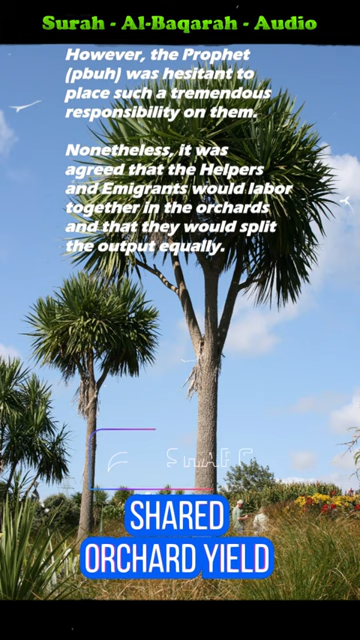 Surah - Al-Baqarah - Audio
However, the Prophet
(pbuh) was hesitant to
place such a tremendous
responsibility on them.
Nonetheless, it was
agreed that the Helpers
and Emigrants would labor
together in the orchards
and that they would split
the output equally.
SHARED
ORCHARD YIELD